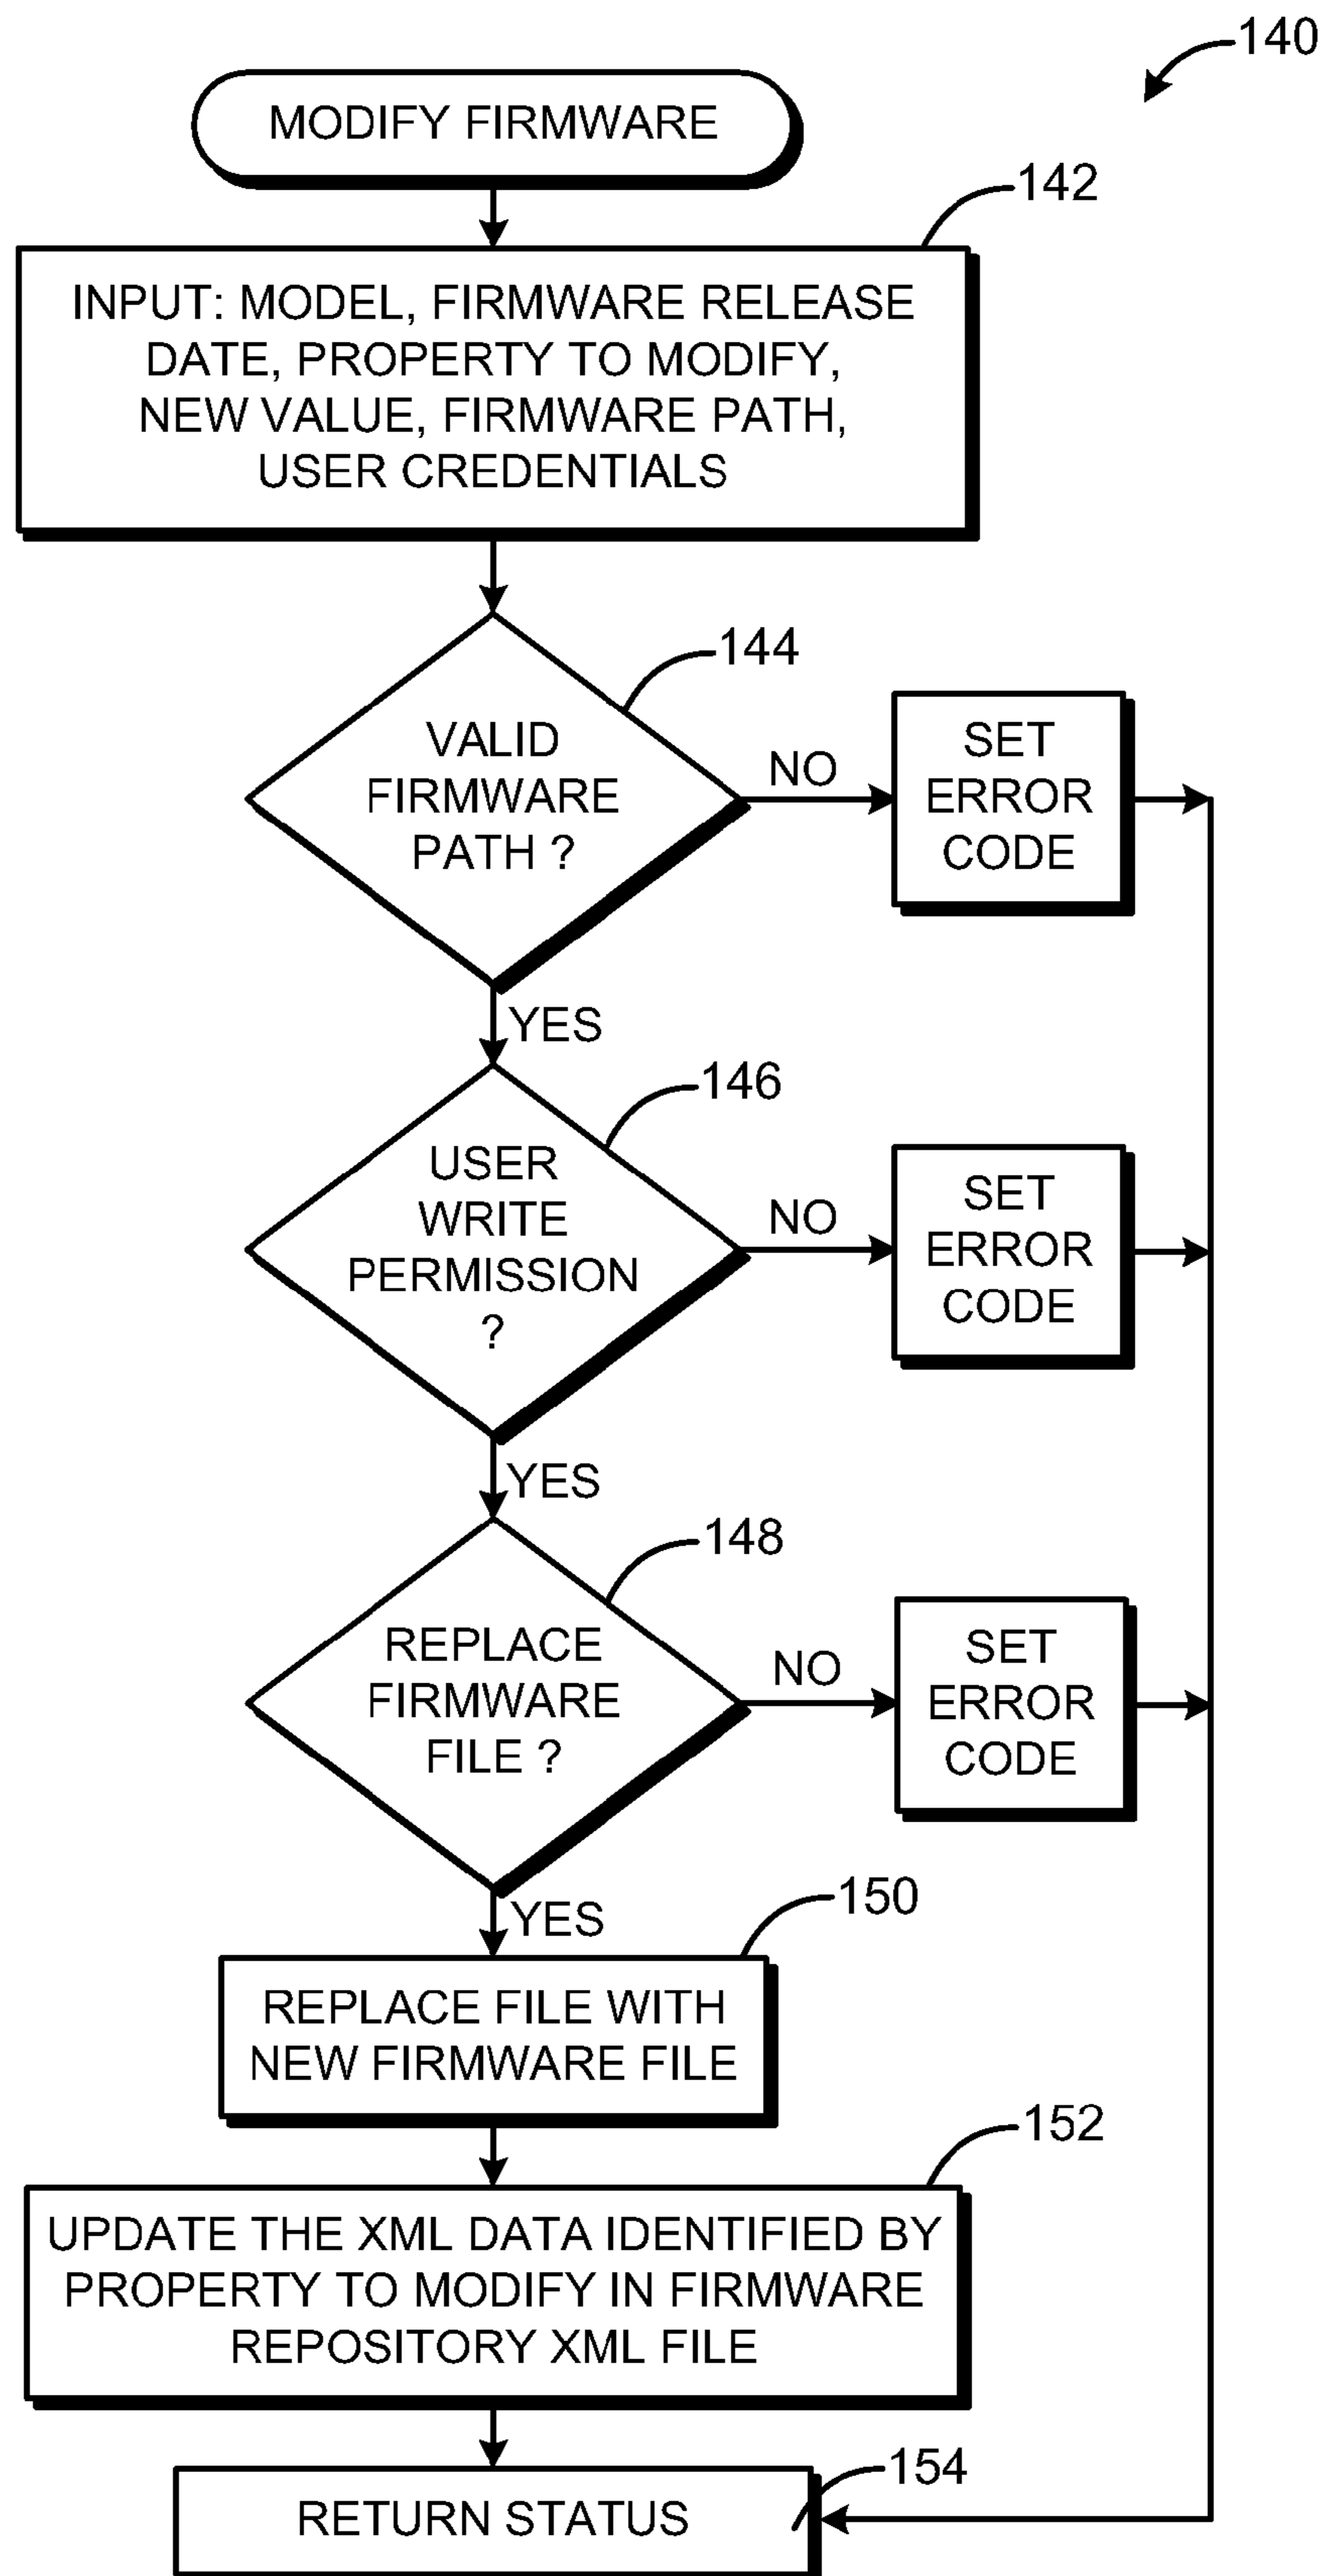 140
MODIFY FIRMWARE
142
INPUT: MODEL, FIRMWARE RELEASE
DATE, PROPERTY TO MODIFY,
NEW VALUE, FIRMWARE PATH,
USER CREDENTIALS
144
VALID
FIRMWARE
PATH ?
NO
SET
ERROR
CODE
YES
146
USER
WRITE
PERMISSION
?
NO
SET
ERROR
CODE
YES
148
REPLACE
FIRMWARE
FILE ?
NO
SET
ERROR
CODE
YES
150
REPLACE FILE WITH
NEW FIRMWARE FILE
152
UPDATE THE XML DATA IDENTIFIED BY
PROPERTY TO MODIFY IN FIRMWARE
REPOSITORY XML FILE
154
RETURN STATUS